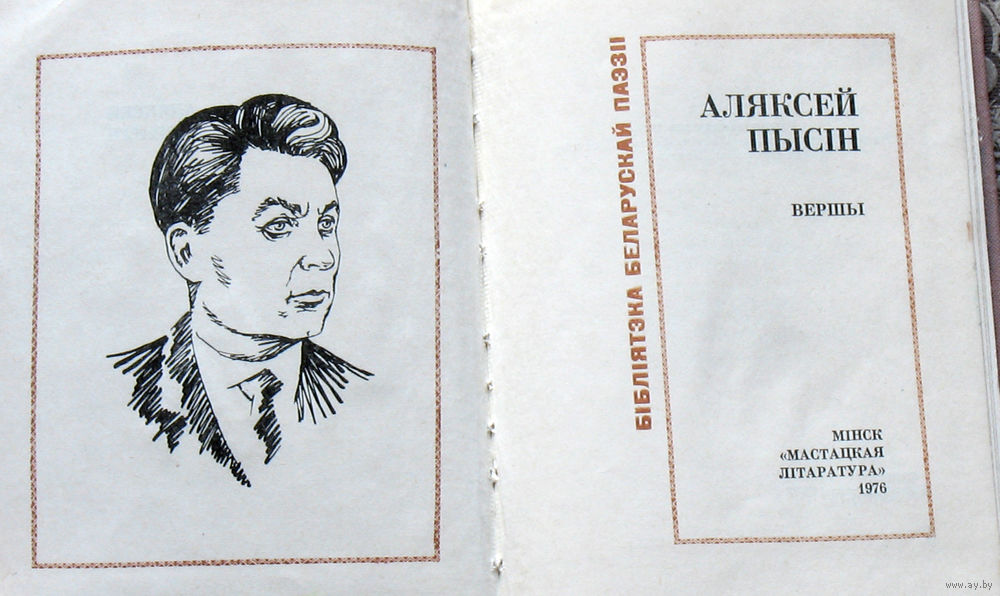 БІБЛІЯТЭКА БЕЛАРУСКАЙ ПАЭЗІІ
АЛЯКСЕЙ
ПЫСІН
ВЕРШЫ
МІНСК
«МАСТАЦКАЯ
ЛІТАРАТУРА»
1976
www.ay.by